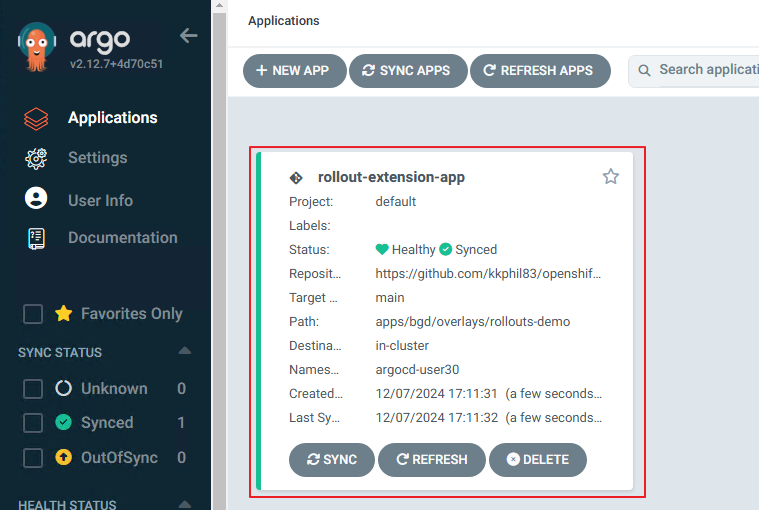 argo
v2.12.7+4d70c51
Applications
Settings
User Info
Documentation
Favorites Only
SYNC STATUS
Unknown 0
Synced 1
OutOfSync 0
HEALTH STATUS
Applications
NEW APP SYNC APPS REFRESH APPS Search applicati
rollout-extension-app
Project: default
Labels:
Status: Healthy Synced
Reposit... https://github.com/kkphil83/openshif...
Target ... main
Path: apps/bgd/overlays/rollouts-demo
Destina... in-cluster
Names... argocd-user30
Created... 12/07/2024 17:11:31 (a few seconds...
Last Sy... 12/07/2024 17:11:32 (a few seconds...
SYNC REFRESH DELETE